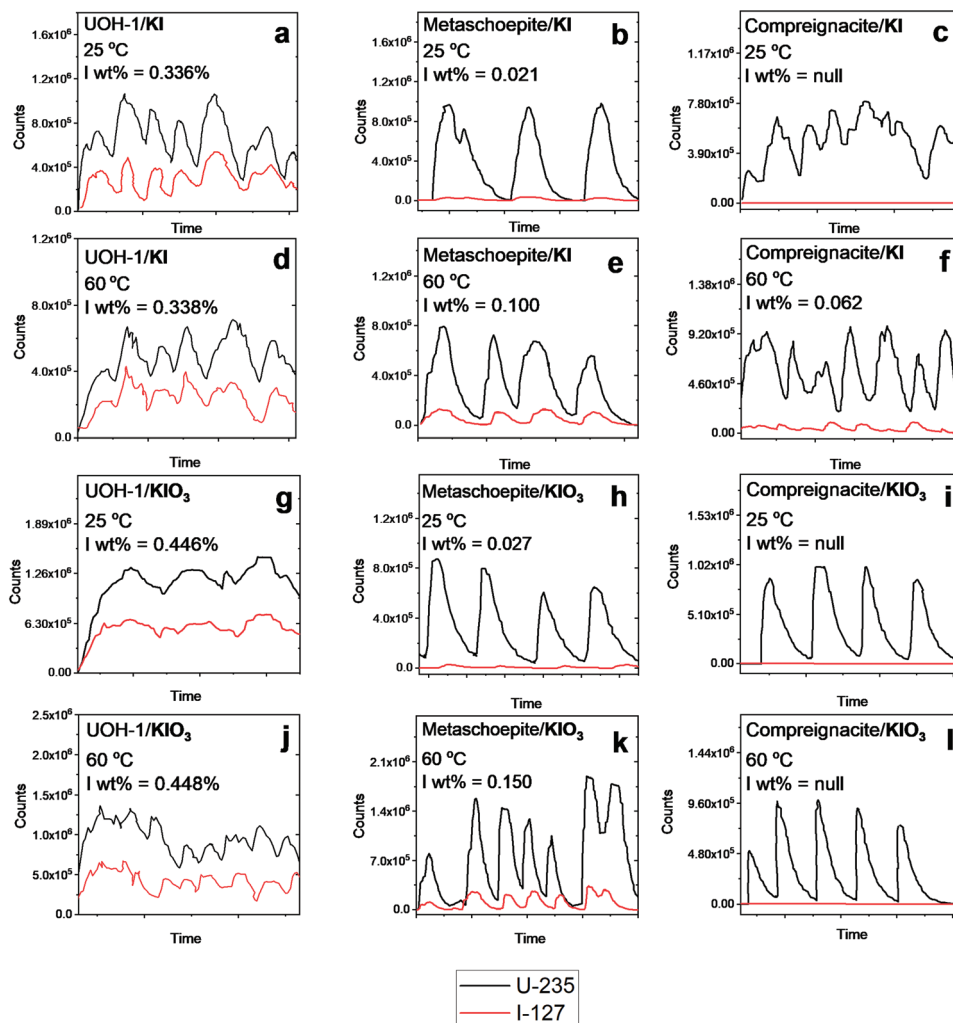 UOH-1/KI
a
25 ºC
I wt% = 0.336%
1.6x10⁶
1.2x10⁶
8.0x10⁵
4.0x10⁵
0.0
Counts
Time
Metaschoepite/KI
b
25 ºC
I wt% = 0.021
1.6x10⁶
1.2x10⁶
8.0x10⁵
4.0x10⁵
0.0
Counts
Time
Compreignacite/KI
c
25 ºC
I wt% = null
1.17x10⁶
7.80x10⁵
3.90x10⁵
0.00
Counts
Time
UOH-1/KI
d
60 ºC
I wt% = 0.338%
1.2x10⁶
8.0x10⁵
4.0x10⁵
0.0
Counts
Time
Metaschoepite/KI
e
60 ºC
I wt% = 0.100
1.2x10⁶
8.0x10⁵
4.0x10⁵
0.0
Counts
Time
Compreignacite/KI
f
60 ºC
I wt% = 0.062
1.38x10⁶
9.20x10⁵
4.60x10⁵
0.00
Counts
Time
UOH-1/KIO₃
g
25 ºC
I wt% = 0.446%
1.89x10⁶
1.26x10⁶
6.30x10⁵
0.00
Counts
Time
Metaschoepite/KIO₃
h
25 ºC
I wt% = 0.027
1.2x10⁶
8.0x10⁵
4.0x10⁵
0.0
Counts
Time
Compreignacite/KIO₃
i
25 ºC
I wt% = null
1.53x10⁶
1.02x10⁶
5.10x10⁵
0.00
Counts
Time
UOH-1/KIO₃
j
60 ºC
I wt% = 0.448%
2.5x10⁶
2.0x10⁶
1.5x10⁶
1.0x10⁶
5.0x10⁵
0.0
Counts
Time
Metaschoepite/KIO₃
k
60 ºC
I wt% = 0.150
2.1x10⁶
1.4x10⁶
7.0x10⁵
0.0
Counts
Time
Compreignacite/KIO₃
l
60 ºC
I wt% = null
1.44x10⁶
9.60x10⁵
4.80x10⁵
0.00
Counts
Time
U-235
I-127